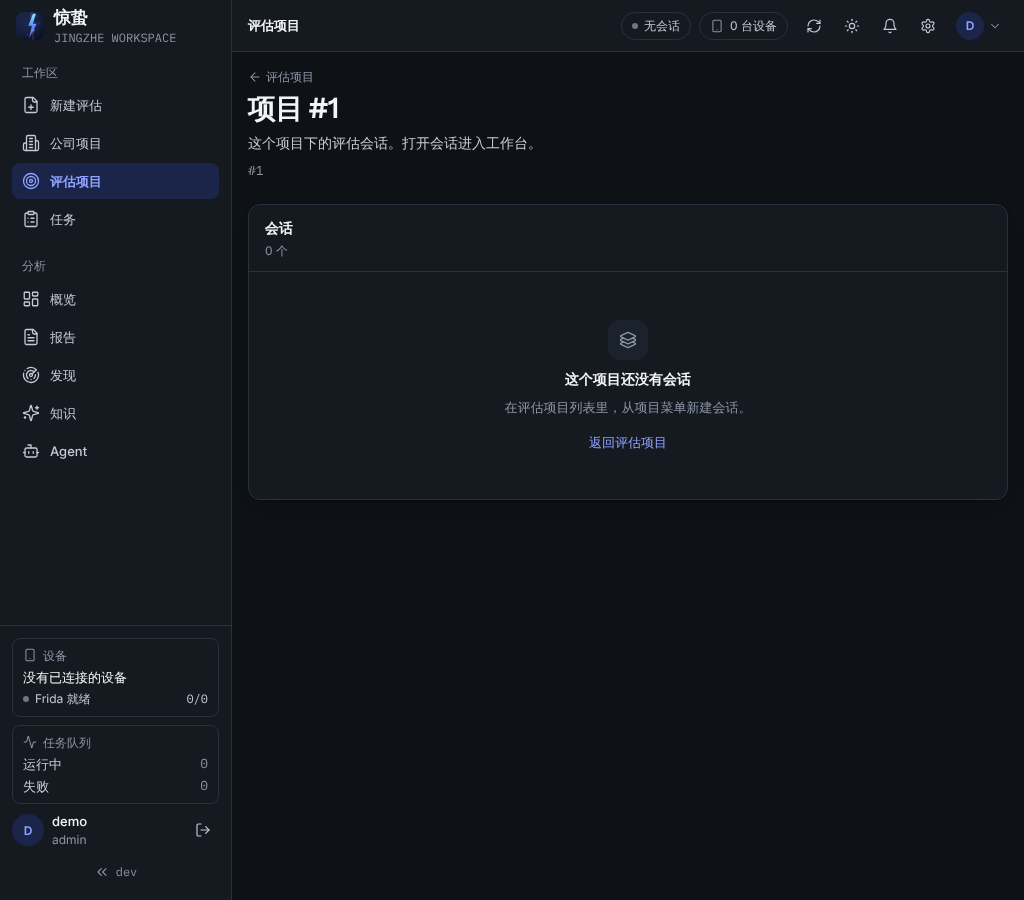 惊蛰
JINGZHE WORKSPACE
工作区
新建评估
公司项目
评估项目
任务
分析
概览
报告
发现
知识
Agent
设备
没有已连接的设备
Frida 就绪 0/0
任务队列
运行中 0
失败 0
D
demo
admin
dev
评估项目
无会话
0 台设备
D
评估项目
项目 #1
这个项目下的评估会话。打开会话进入工作台。
#1
会话
0 个
这个项目还没有会话
在评估项目列表里，从项目菜单新建会话。
返回评估项目